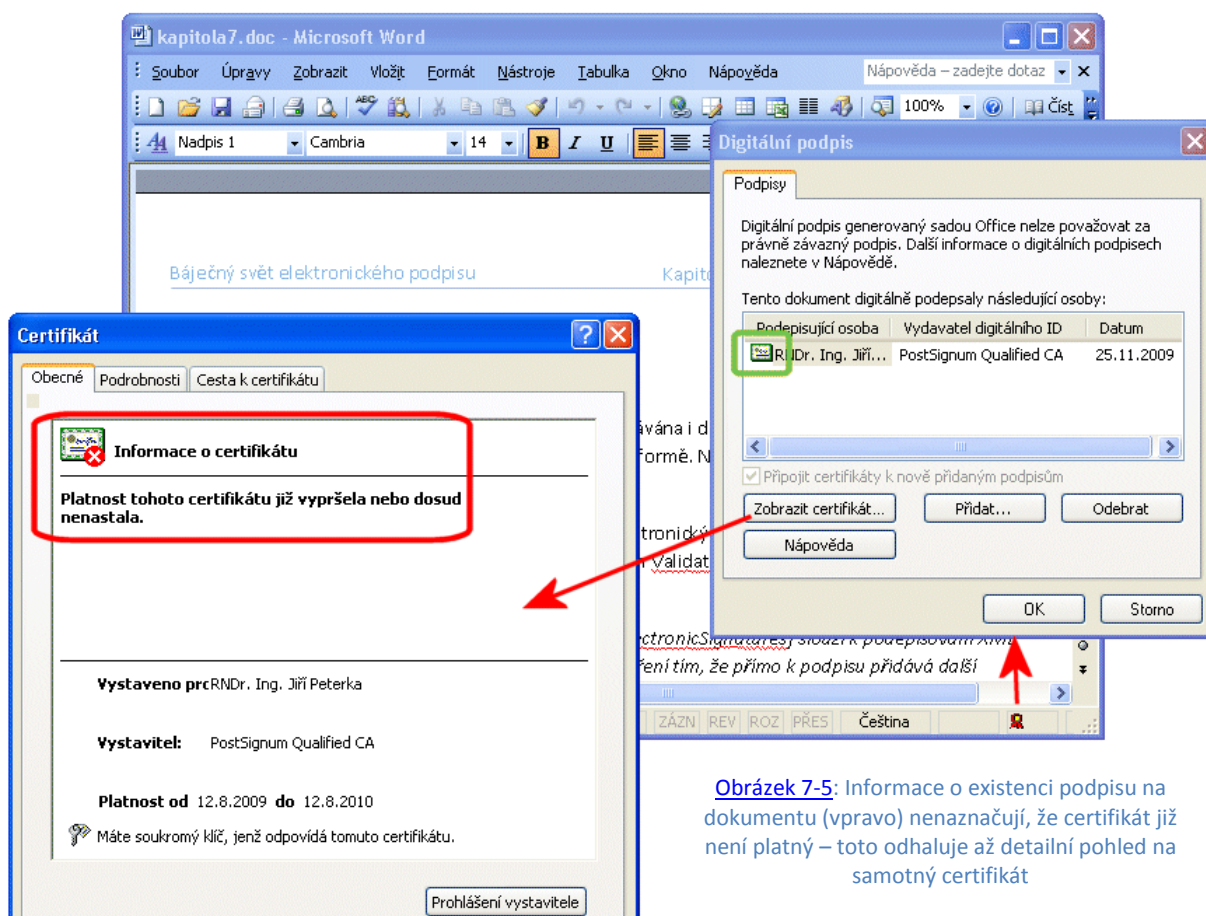 kapitola7.doc - Microsoft Word
Soubor Úpravy Zobrazit Vložit Formát Nástroje Tabulka Okno Nápověda Nápověda – zadejte dotaz
100% Číst
Nadpis 1 Cambria 14 B I U
Báječný svět elektronického podpisu
Digitální podpis
Podpisy
Digitální podpis generovaný sadou Office nelze považovat za
právně závazný podpis. Další informace o digitálních podpisech
naleznete v Nápovědě.
Tento dokument digitálně podepsaly následující osoby:
Podepisující osoba Vydavatel digitálního ID Datum
RNDr. Ing. Jiří... PostSignum Qualified CA 25.11.2009
Připojit certifikáty k nově přidaným podpisům
Zobrazit certifikát... Přidat... Odebrat
Nápověda
OK Storno
Certifikát
Obecné Podrobnosti Cesta k certifikátu
Informace o certifikátu
Platnost tohoto certifikátu již vypršela nebo dosud
nenastala.
Vystaveno pro RNDr. Ing. Jiří Peterka
Vystavitel: PostSignum Qualified CA
Platnost od 12.8.2009 do 12.8.2010
Máte soukromý klíč, jenž odpovídá tomuto certifikátu.
Prohlášení vystavitele
ání tím, že přímo k podpisu přidává další
ZÁZN REV ROZ PŘES Čeština
Obrázek 7-5: Informace o existenci podpisu na
dokumentu (vpravo) nenaznačují, že certifikát již
není platný – toto odhaluje až detailní pohled na
samotný certifikát